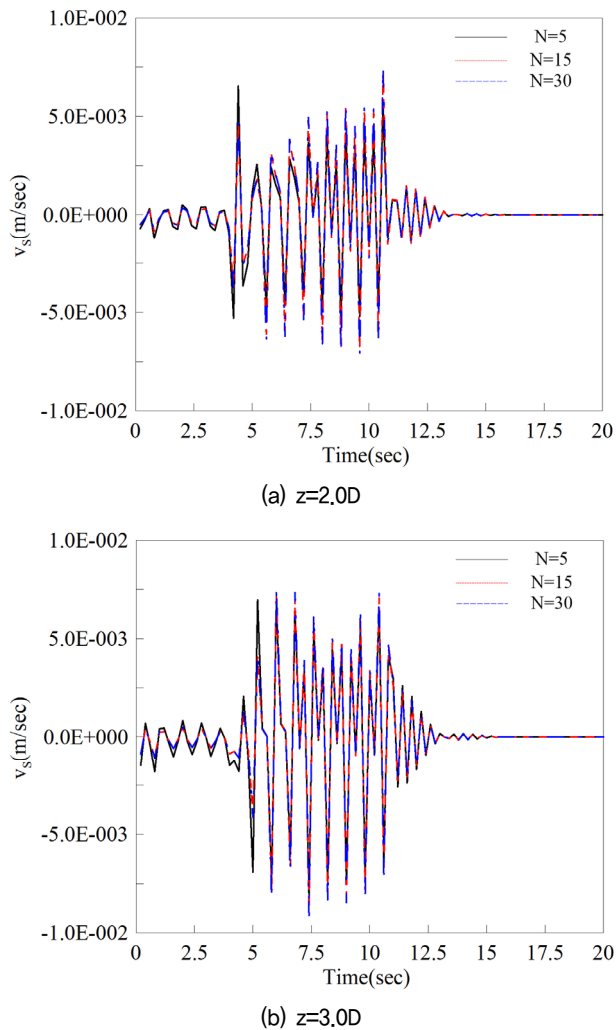 1.0E-002
N=5
N=15
N=30
5.0E-003
v_S(m/sec)
0.0E+000
-5.0E-003
-1.0E-002
0 2.5 5 7.5 10 12.5 15 17.5 20
Time(sec)
(a) z=2.0D
1.0E-002
N=5
N=15
N=30
5.0E-003
v_S(m/sec)
0.0E+000
-5.0E-003
-1.0E-002
0 2.5 5 7.5 10 12.5 15 17.5 20
Time(sec)
(b) z=3.0D